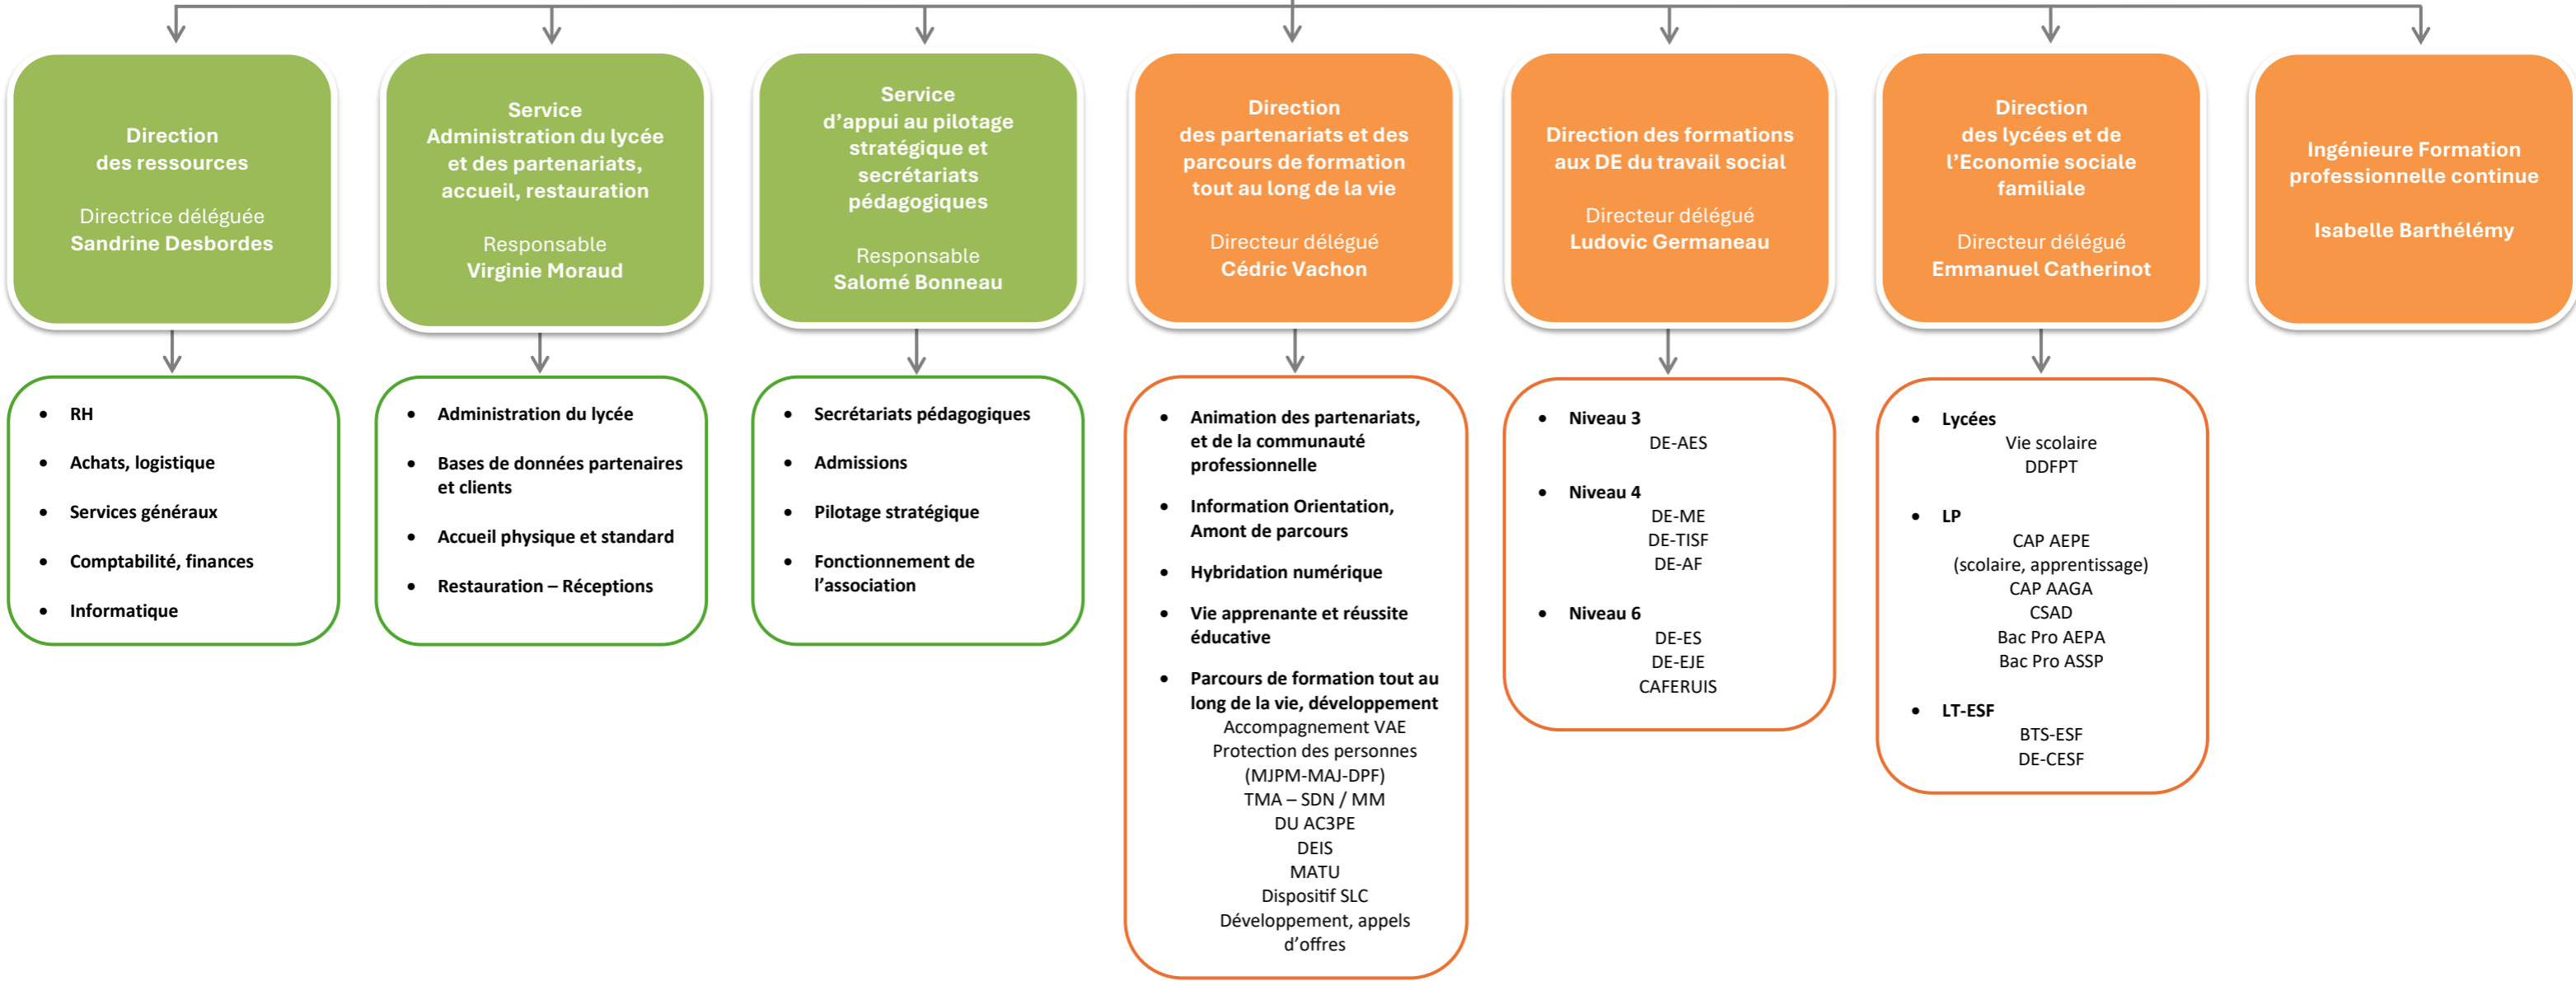 Direction
des ressources
Directrice déléguée
Sandrine Desbordes
Service
Administration du lycée
et des partenariats,
accueil, restauration
Responsable
Virginie Moraud
Service
d’appui au pilotage
stratégique et
secrétariats
pédagogiques
Responsable
Salomé Bonneau
Direction
des partenariats et des
parcours de formation
tout au long de la vie
Directeur délégué
Cédric Vachon
Direction des formations
aux DE du travail social
Directeur délégué
Ludovic Germaneau
Direction
des lycées et de
l’Economie sociale
familiale
Directeur délégué
Emmanuel Catherinot
Ingénieure Formation
professionnelle continue
Isabelle Barthélémy
• RH
• Achats, logistique
• Services généraux
• Comptabilité, finances
• Informatique
• Administration du lycée
• Bases de données partenaires
et clients
• Accueil physique et standard
• Restauration – Réceptions
• Secrétariats pédagogiques
• Admissions
• Pilotage stratégique
• Fonctionnement de
l’association
• Animation des partenariats,
et de la communauté
professionnelle
• Information Orientation,
Amont de parcours
• Hybridation numérique
• Vie apprenante et réussite
éducative
• Parcours de formation tout au
long de la vie, développement
Accompagnement VAE
Protection des personnes
(MJPM-MAJ-DPF)
TMA – SDN / MM
DU AC3PE
DEIS
MATU
Dispositif SLC
Développement, appels
d’offres
• Niveau 3
DE-AES
• Niveau 4
DE-ME
DE-TISF
DE-AF
• Niveau 6
DE-ES
DE-EJE
CAFERUIS
• Lycées
Vie scolaire
DDFPT
• LP
CAP AEPE
(scolaire, apprentissage)
CAP AAGA
CSAD
Bac Pro AEPA
Bac Pro ASSP
• LT-ESF
BTS-ESF
DE-CESF